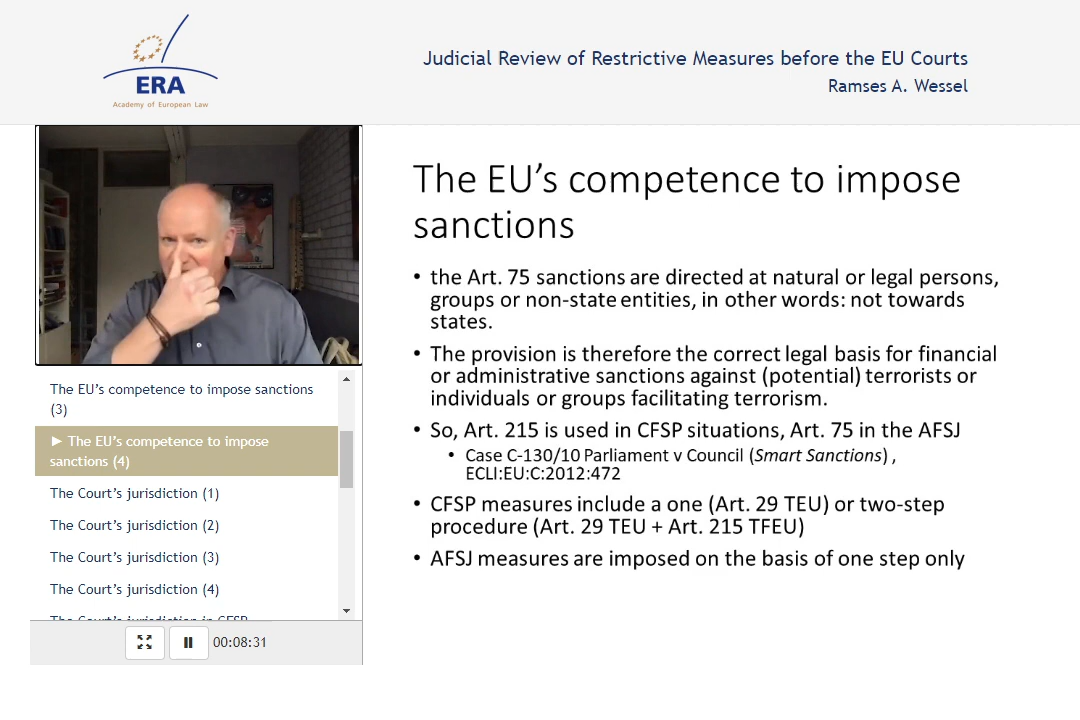 ERA
Academy of European Law
Judicial Review of Restrictive Measures before the EU Courts
Ramses A. Wessel
The EU's competence to impose sanctions
(3)
► The EU's competence to impose
sanctions (4)
The Court's jurisdiction (1)
The Court's jurisdiction (2)
The Court's jurisdiction (3)
The Court's jurisdiction (4)
The Court's jurisdiction in CFSP
00:08:31
The EU’s competence to impose
sanctions
• the Art. 75 sanctions are directed at natural or legal persons,
groups or non-state entities, in other words: not towards
states.
• The provision is therefore the correct legal basis for financial
or administrative sanctions against (potential) terrorists or
individuals or groups facilitating terrorism.
• So, Art. 215 is used in CFSP situations, Art. 75 in the AFSJ
• Case C-130/10 Parliament v Council (Smart Sanctions) ,
ECLI:EU:C:2012:472
• CFSP measures include a one (Art. 29 TEU) or two-step
procedure (Art. 29 TEU + Art. 215 TFEU)
• AFSJ measures are imposed on the basis of one step only